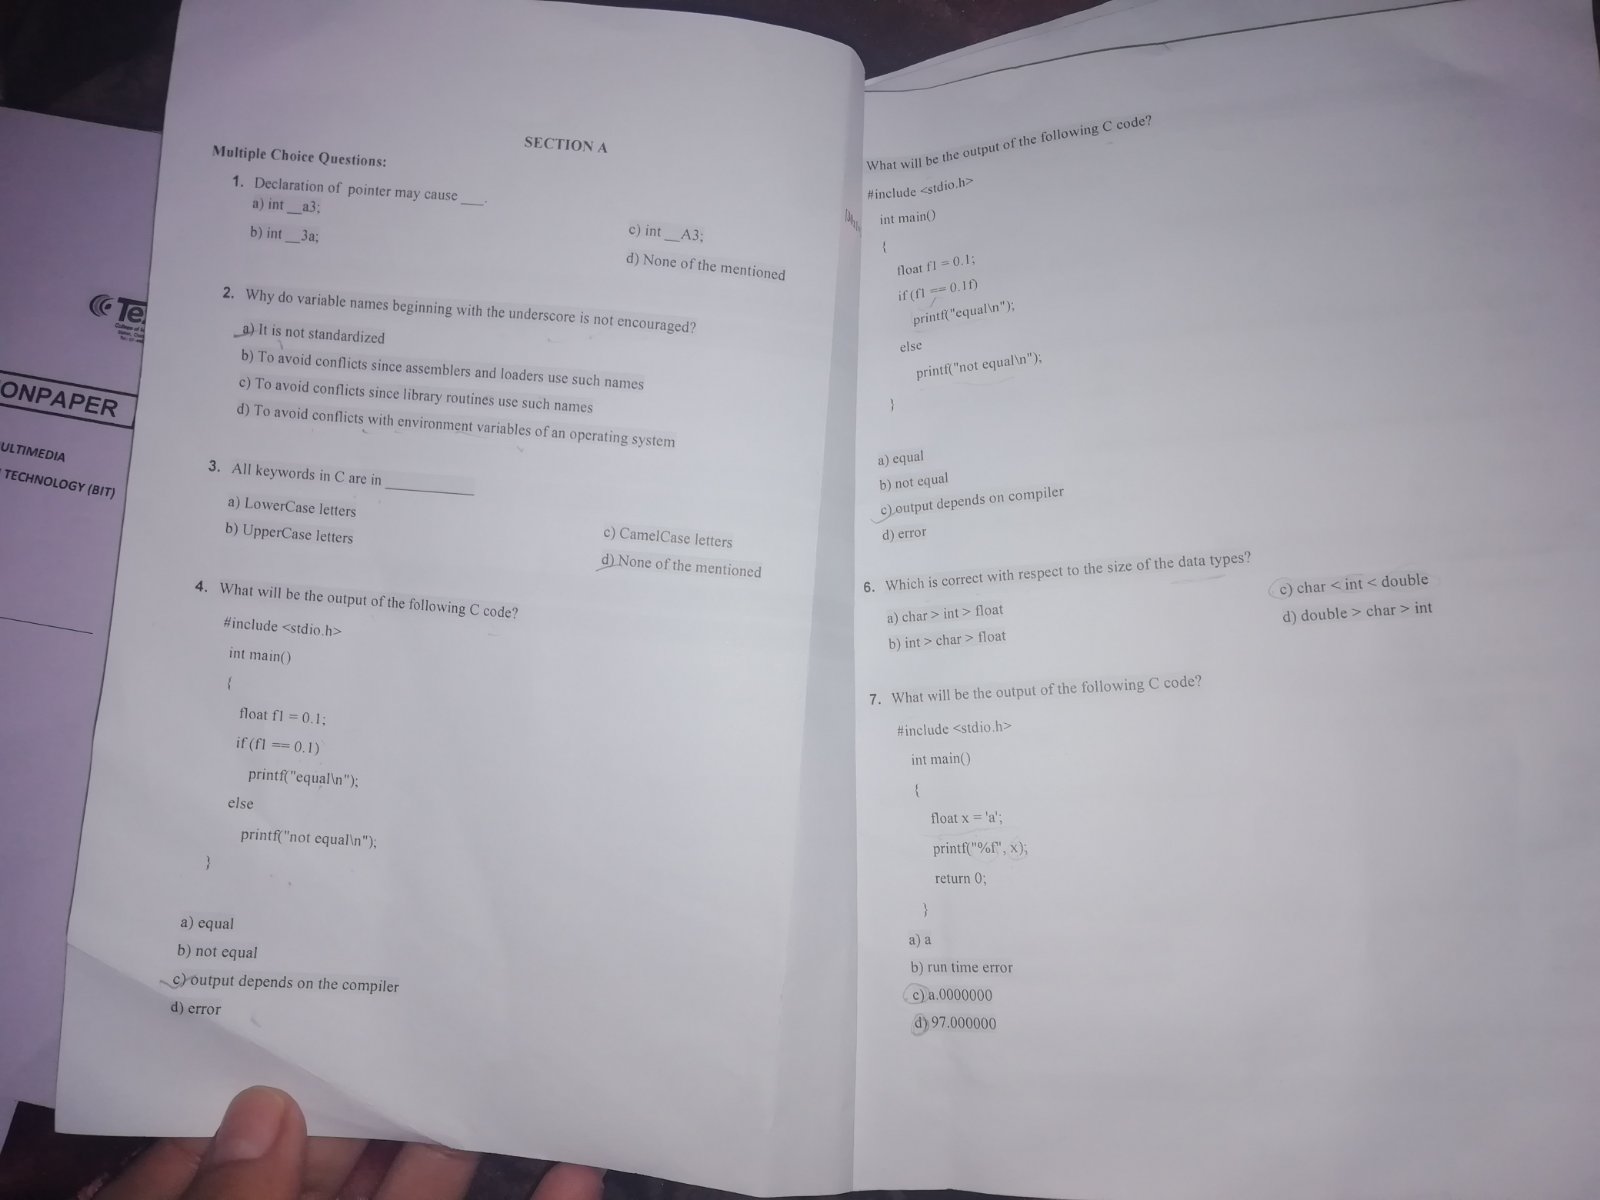 Te
ONPAPER
ULTIMEDIA
TECHNOLOGY (BIT)
SECTION A
Multiple Choice Questions:
1. Declaration of pointer may cause ____.
a) int __a3;
b) int __3a;
c) int __A3;
d) None of the mentioned
2. Why do variable names beginning with the underscore is not encouraged?
a) It is not standardized
b) To avoid conflicts since assemblers and loaders use such names
c) To avoid conflicts since library routines use such names
d) To avoid conflicts with environment variables of an operating system
3. All keywords in C are in ____________
a) LowerCase letters
b) UpperCase letters
c) CamelCase letters
d) None of the mentioned
4. What will be the output of the following C code?
#include <stdio.h>
int main()
{
float f1 = 0.1;
if (f1 == 0.1)
printf("equal\n");
else
printf("not equal\n");
}
a) equal
b) not equal
c) output depends on the compiler
d) error
What will be the output of the following C code?
#include <stdio.h>
int main()
{
float f1 = 0.1;
if (f1 == 0.1f)
printf("equal\n");
else
printf("not equal\n");
}
a) equal
b) not equal
c) output depends on compiler
d) error
6. Which is correct with respect to the size of the data types?
a) char > int > float
b) int > char > float
c) char < int < double
d) double > char > int
7. What will be the output of the following C code?
#include <stdio.h>
int main()
{
float x = 'a';
printf("%f", x);
return 0;
}
a) a
b) run time error
c) a.0000000
d) 97.000000